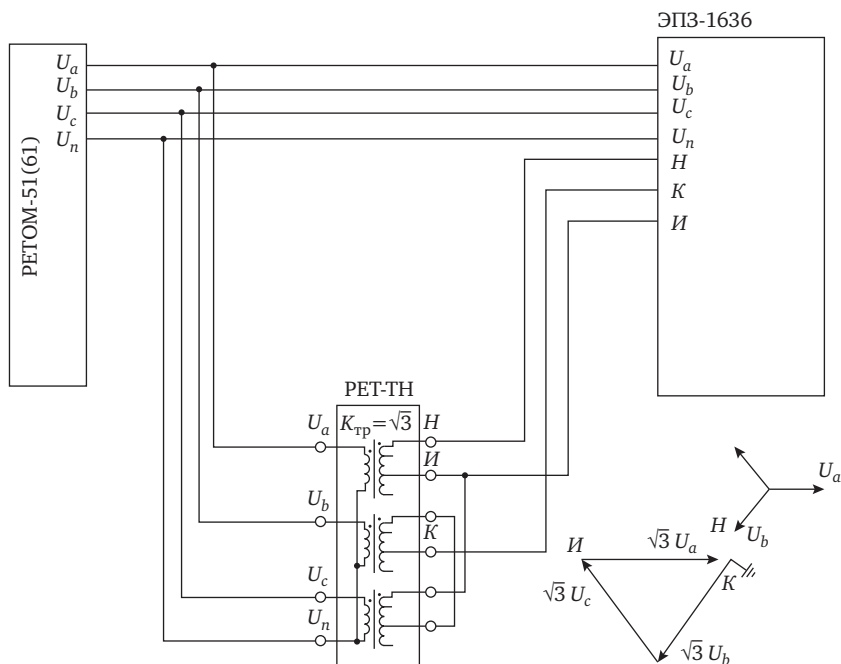 ЭПЗ-1636
РЕТОМ-51(61)
U_a
U_b
U_c
U_n
U_a
U_b
U_c
U_n
Н
К
И
РЕТ-ТН
K_тр = √3
U_a
U_b
U_c
U_n
Н
И
К
U_a
Н
U_b
И
√3 U_a
К
√3 U_c
√3 U_b